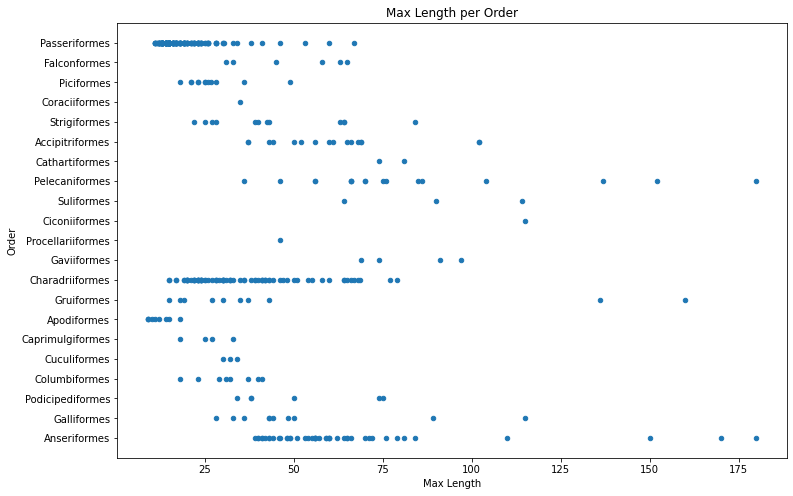 Max Length per Order
Order
Passeriformes
Falconformes
Piciformes
Coraciiformes
Strigiformes
Accipitriformes
Cathartiformes
Pelecaniformes
Suliformes
Ciconiiformes
Procellariiformes
Gaviiformes
Charadriiformes
Gruiformes
Apodiformes
Caprimulgiformes
Cuculiformes
Columbiformes
Podicipediformes
Galliformes
Anseriformes
25 50 75 100 125 150 175
Max Length